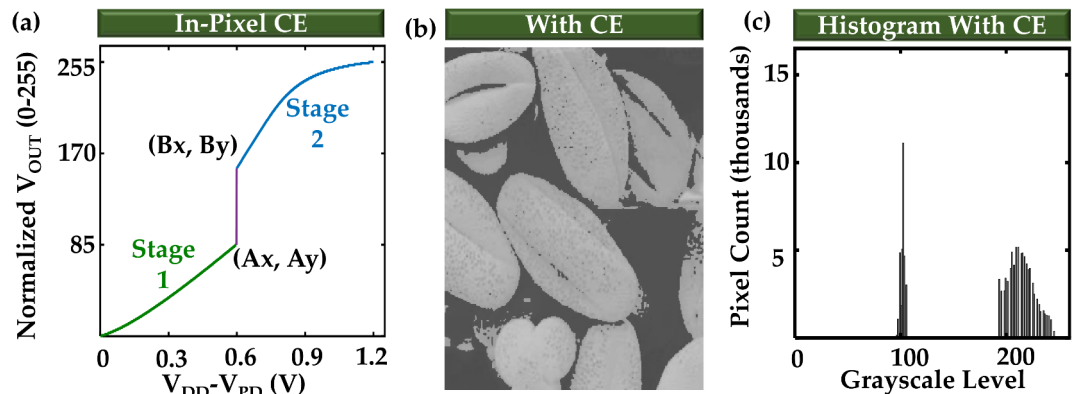 (a)
In-Pixel CE
Normalized V_OUT (0-255)
255
170
85
0
0.3
0.6
0.9
1.2
V_DD-V_PD (V)
Stage
1
Stage
2
(Bx, By)
(Ax, Ay)
(b)
With CE
(c)
Histogram With CE
Pixel Count (thousands)
15
10
5
0
100
200
Grayscale Level